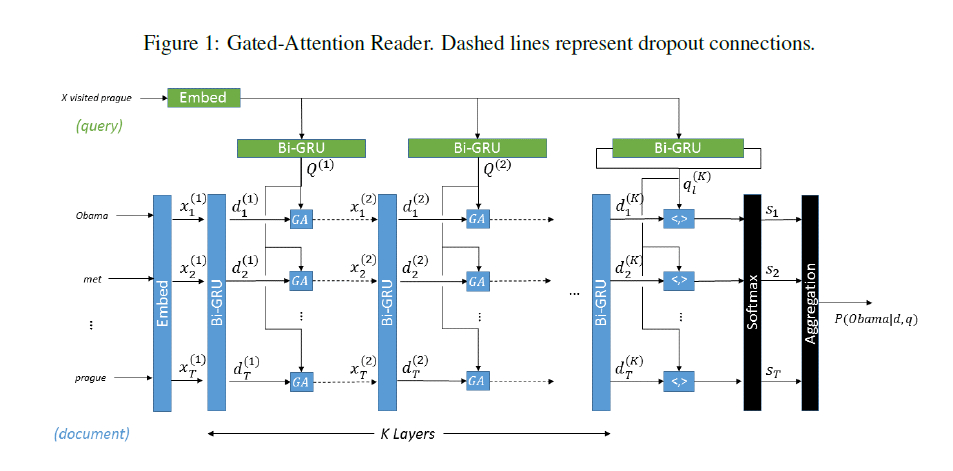 Figure 1: Gated-Attention Reader. Dashed lines represent dropout connections.
X visited prague
Embed
(query)
Bi-GRU
Bi-GRU
Bi-GRU
Q^(1)
Q^(2)
q_i^(K)
Obama
x_1^(1)
d_1^(1)
GA
x_1^(2)
d_1^(2)
GA
d_1^(K)
<,>
s_1
met
x_2^(1)
d_2^(1)
GA
x_2^(2)
d_2^(2)
GA
d_2^(K)
<,>
s_2
Embed
Bi-GRU
Bi-GRU
Bi-GRU
Softmax
Aggregation
P(Obama|d,q)
⋮
⋮
⋮
...
⋮
prague
x_T^(1)
d_T^(1)
GA
x_T^(2)
d_T^(2)
GA
d_T^(K)
<,>
s_T
(document)
K Layers